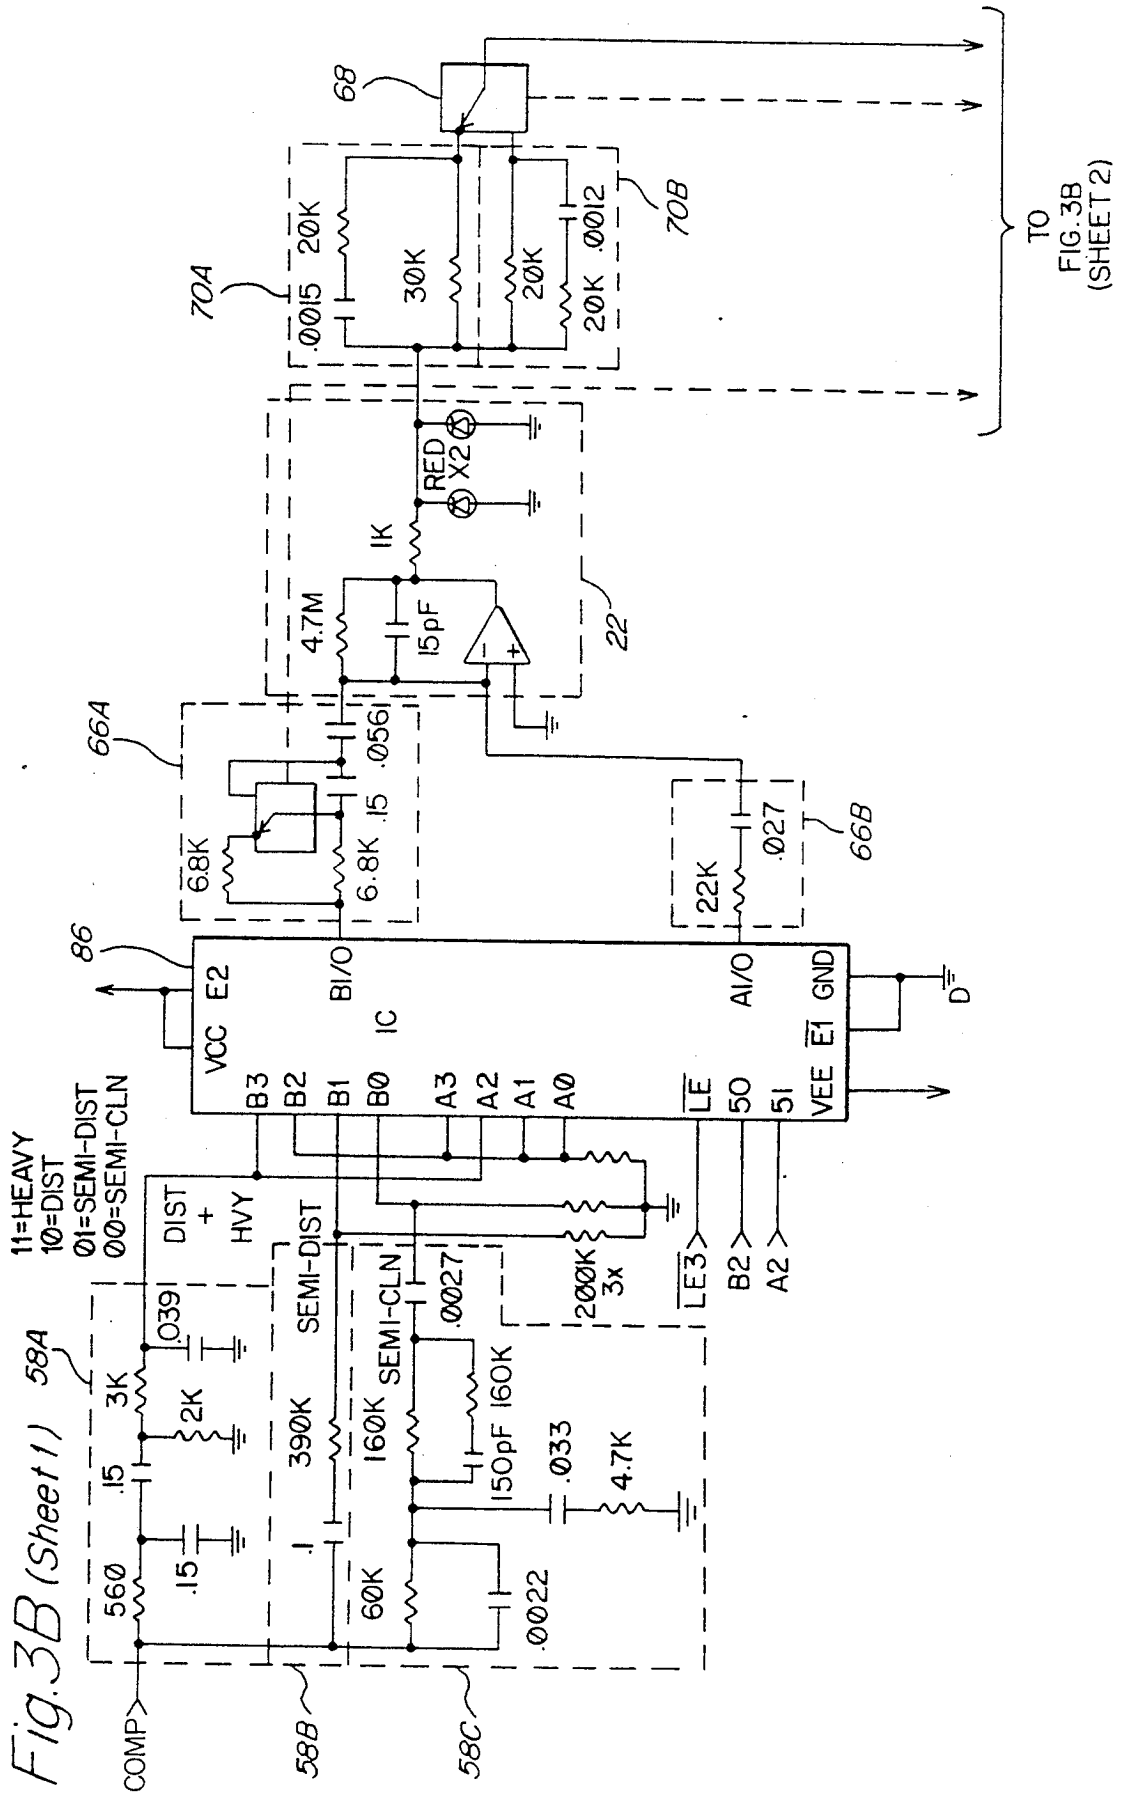 Fig. 3B (Sheet 1)
11=HEAVY
10=DIST
01=SEMI-DIST
00=SEMI-CLN
58A
COMP
560
.15
.15
3K
2K
.039
DIST
+
HVY
58B
.1
390K
SEMI-DIST
58C
60K
.0022
160K
SEMI-CLN
150pF
160K
.0027
.033
4.7K
200K
3x
LE3
B2
A2
86
VCC
E2
B3
B2
B1
B0
A3
A2
A1
A0
LE
50
51
VEE
E1
GND
BI/O
IC
AI/O
D
66A
6.8K
6.8K
.15
.056
66B
22K
.027
22
4.7M
15pF
-
+
1K
RED
X2
70A
.0015
20K
30K
20K
20K
.0012
70B
68
TO
FIG. 3B
(SHEET 2)